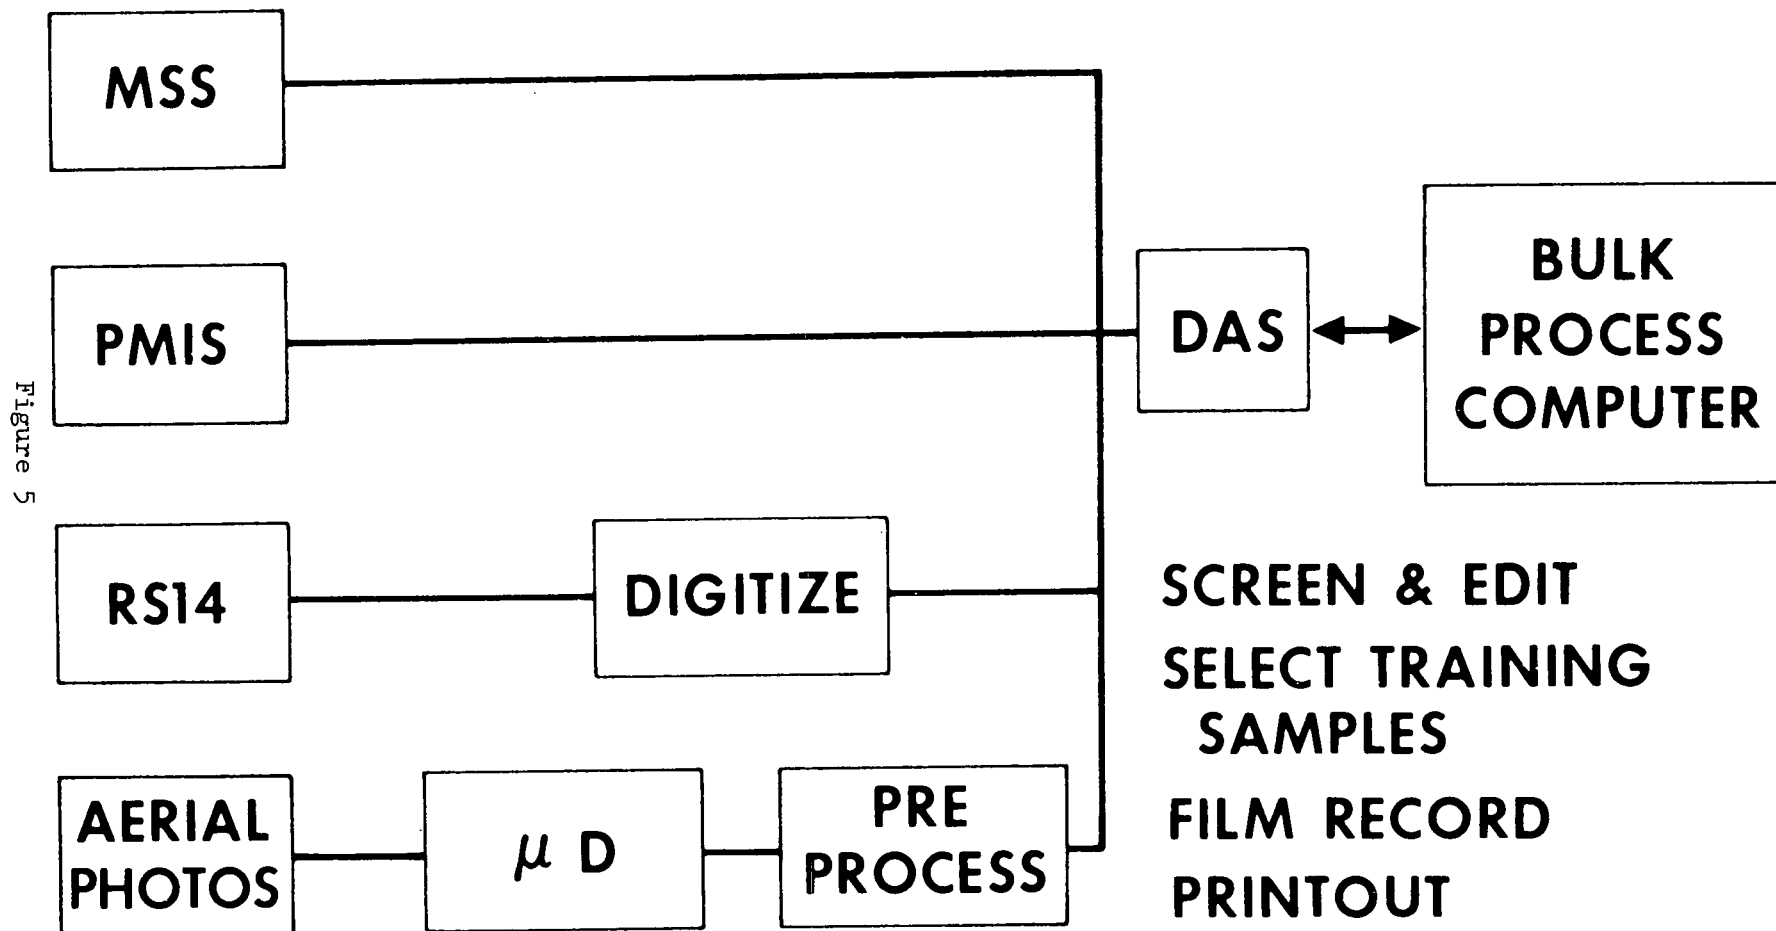 MSS
PMIS
DAS
BULK
PROCESS
COMPUTER
Figure 5
RS14
DIGITIZE
SCREEN & EDIT
SELECT TRAINING
SAMPLES
FILM RECORD
PRINTOUT
AERIAL
PHOTOS
μ D
PRE
PROCESS